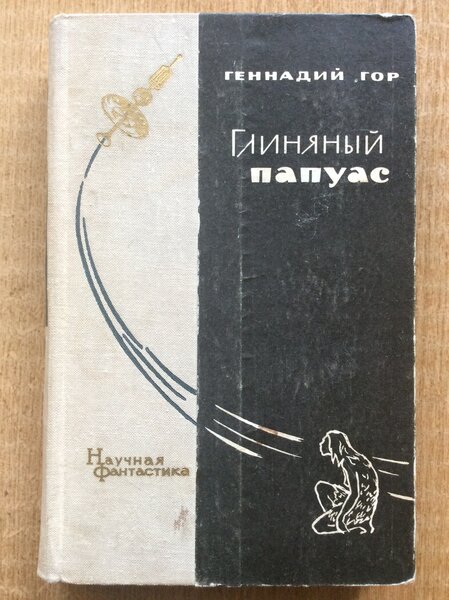 ГЕННАДИЙ ГОР
Глиняный
папуас
Научная
фантастика